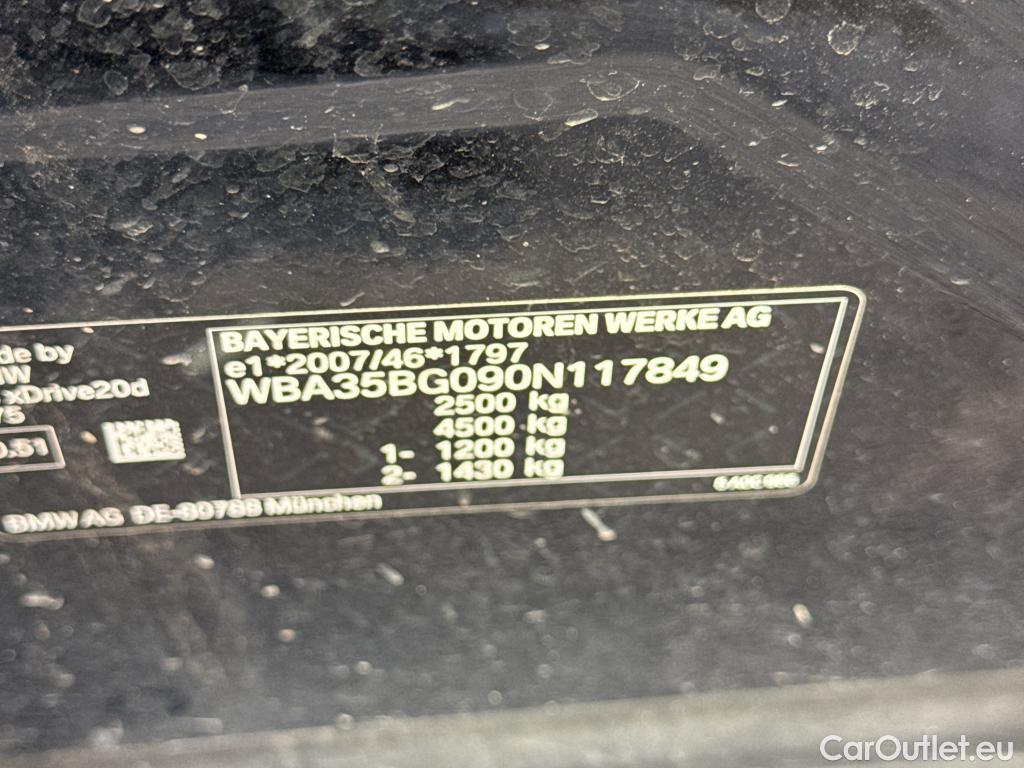 de by
xDrive20d
BAYERISCHE MOTOREN WERKE AG
e1*2007/46*1797
WBA35BG090N117849
2500 kg
4500 kg
1- 1200 kg
2- 1430 kg
BMW AG DE-80788 München
CarOutlet.eu